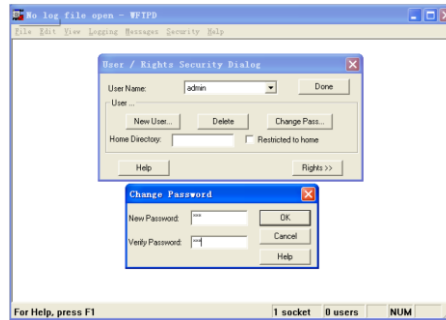 No log file open - WFTPD
File Edit View Logging Messages Security Help
User / Rights Security Dialog
User Name: admin Done
User ...
New User... Delete Change Pass...
Home Directory: Restricted to home
Help Rights >>
Change Password
New Password: *** OK
Verify Password: *** Cancel
Help
For Help, press F1 1 socket 0 users NUM